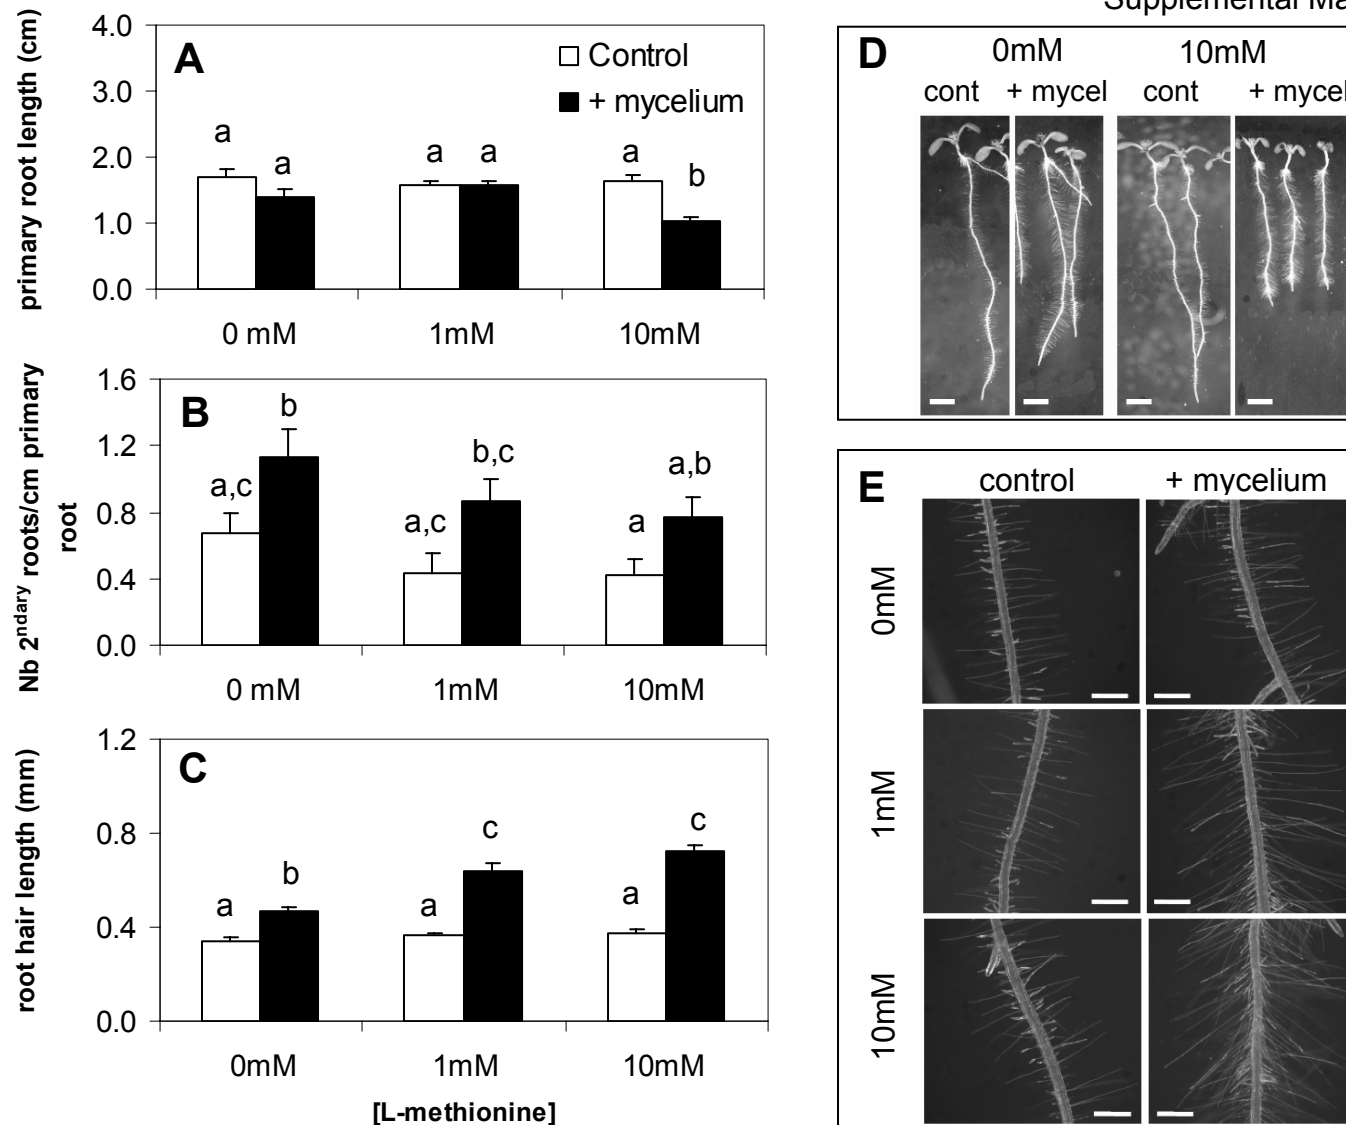 Supplemental Ma
primary root length (cm)
4.0
3.0
2.0
1.0
0.0
A
Control
+ mycelium
a
a
a
a
a
b
0 mM
1mM
10mM
Nb 2ndary roots/cm primary
root
1.6
1.2
0.8
0.4
0.0
B
a,c
b
a,c
b,c
a
a,b
0 mM
1mM
10mM
root hair length (mm)
1.2
0.8
0.4
0.0
C
a
b
a
c
a
c
0mM
1mM
10mM
[L-methionine]
D
0mM
10mM
cont
+ mycel
cont
+ mycel
E
control
+ mycelium
0mM
1mM
10mM